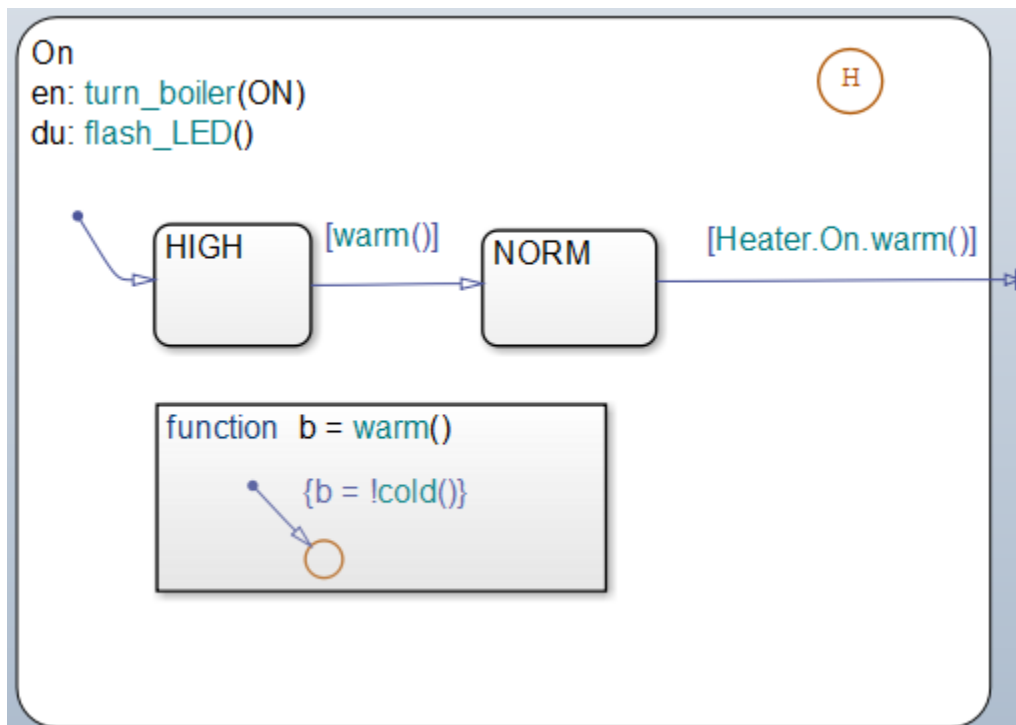 On
H
en: turn_boiler(ON)
du: flash_LED()
HIGH
[warm()]
NORM
[Heater.On.warm()]
function b = warm()
{b = !cold()}